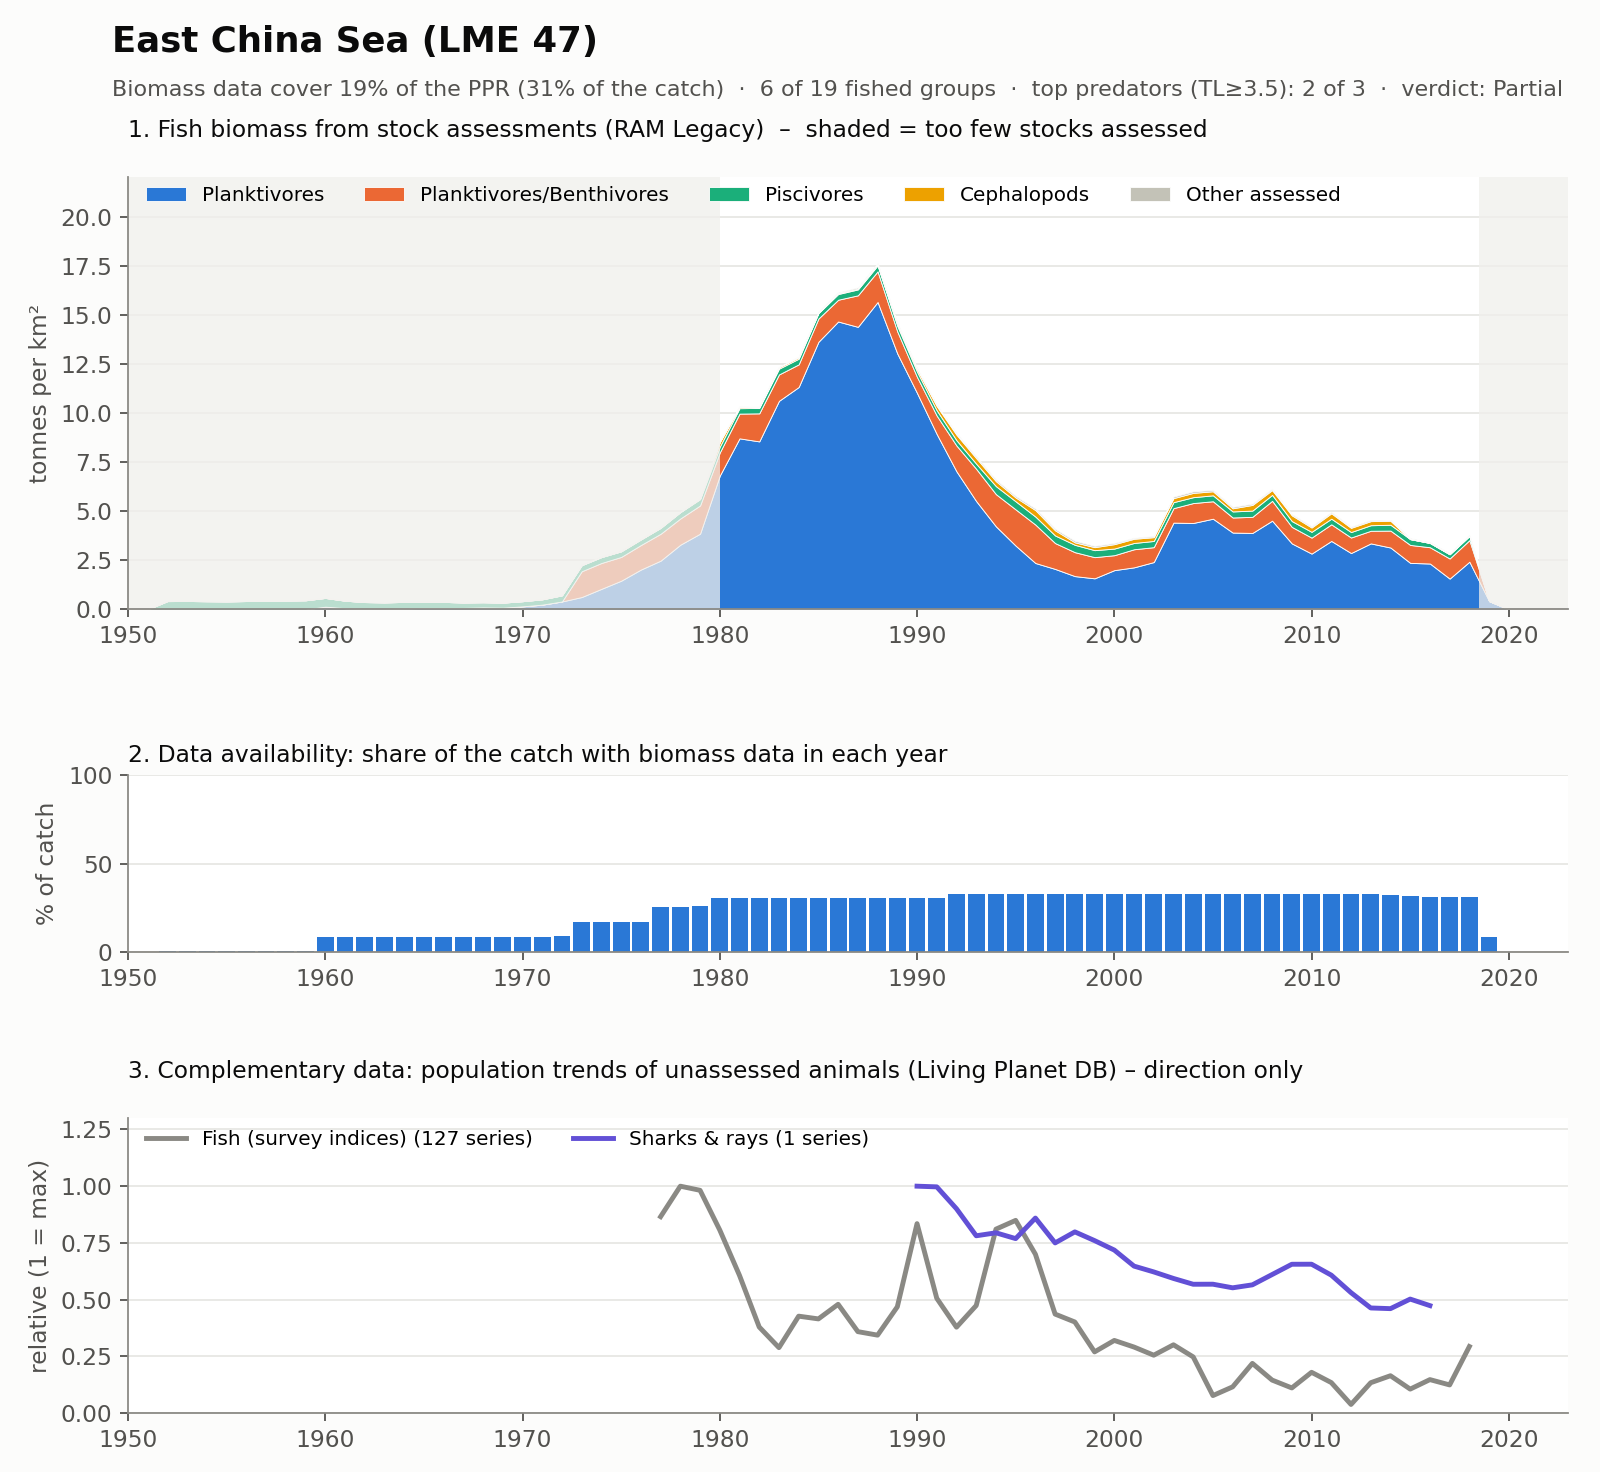 East China Sea (LME 47)
Biomass data cover 19% of the PPR (31% of the catch)  ·  6 of 19 fished groups  ·  top predators (TL≥3.5): 2 of 3  ·  verdict: Partial
1. Fish biomass from stock assessments (RAM Legacy)  –  shaded = too few stocks assessed
Planktivores
Planktivores/Benthivores
Piscivores
Cephalopods
Other assessed
tonnes per km²
20.0
17.5
15.0
12.5
10.0
7.5
5.0
2.5
0.0
1950 1960 1970 1980 1990 2000 2010 2020
2. Data availability: share of the catch with biomass data in each year
% of catch
100
50
0
1950 1960 1970 1980 1990 2000 2010 2020
3. Complementary data: population trends of unassessed animals (Living Planet DB) – direction only
Fish (survey indices) (127 series)
Sharks & rays (1 series)
relative (1 = max)
1.25
1.00
0.75
0.50
0.25
0.00
1950 1960 1970 1980 1990 2000 2010 2020